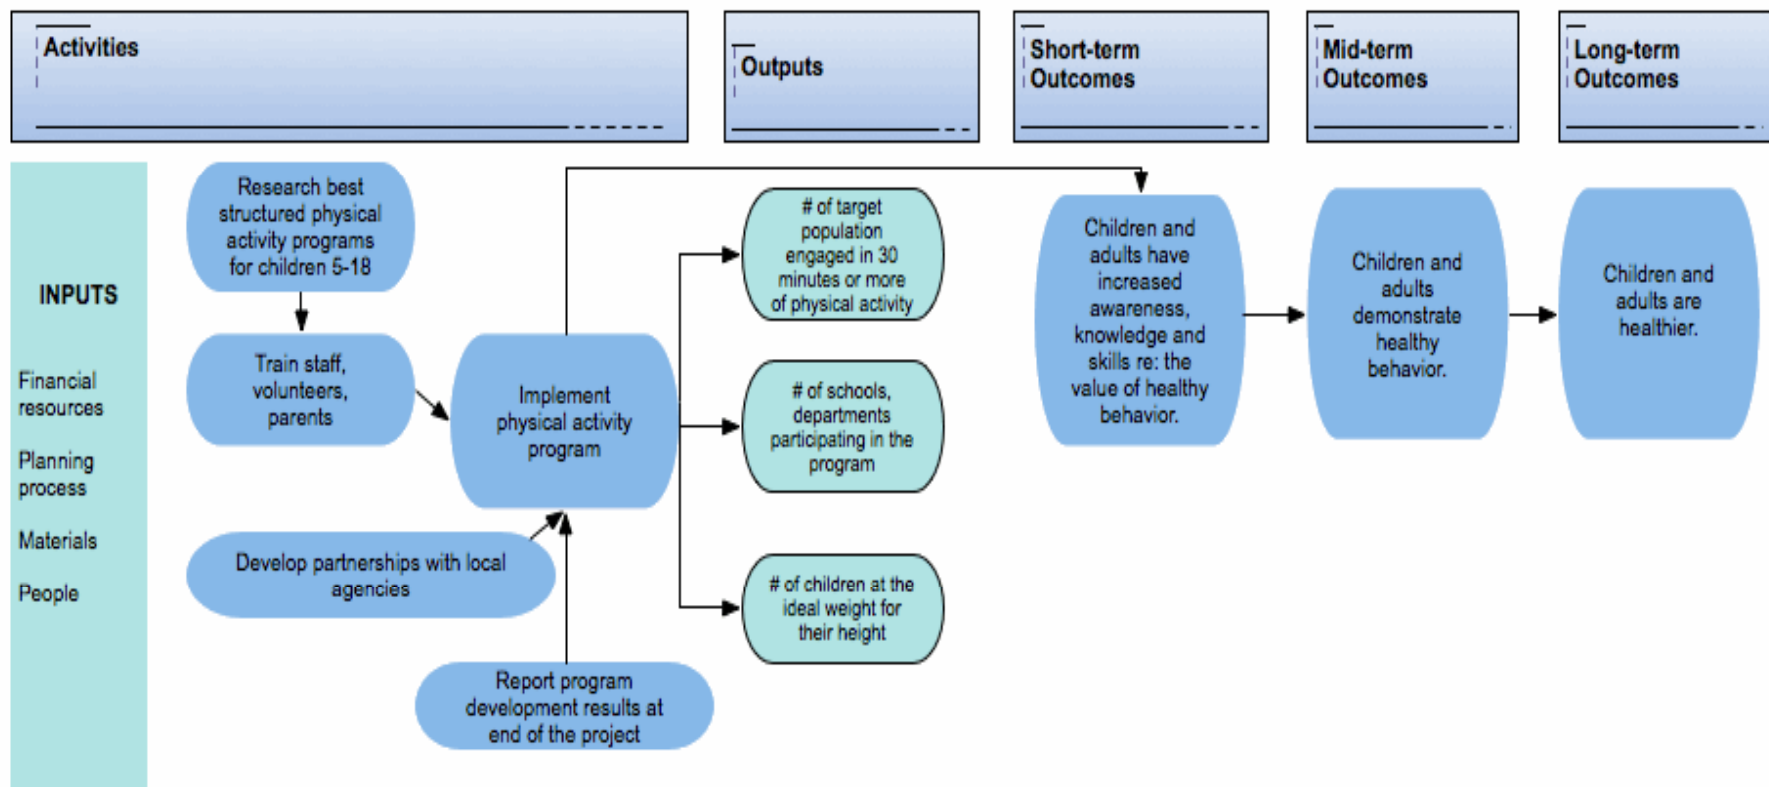 Activities
Outputs
Short-term
Outcomes
Mid-term
Outcomes
Long-term
Outcomes
INPUTS
Financial
resources
Planning
process
Materials
People
Research best
structured physical
activity programs
for children 5-18
Train staff,
volunteers,
parents
Implement
physical activity
program
Develop partnerships with local
agencies
Report program
development results at
end of the project
# of target
population
engaged in 30
minutes or more
of physical activity
# of schools,
departments
participating in the
program
# of children at the
ideal weight for
their height
Children and
adults have
increased
awareness,
knowledge and
skills re: the
value of healthy
behavior.
Children and
adults
demonstrate
healthy
behavior.
Children and
adults are
healthier.